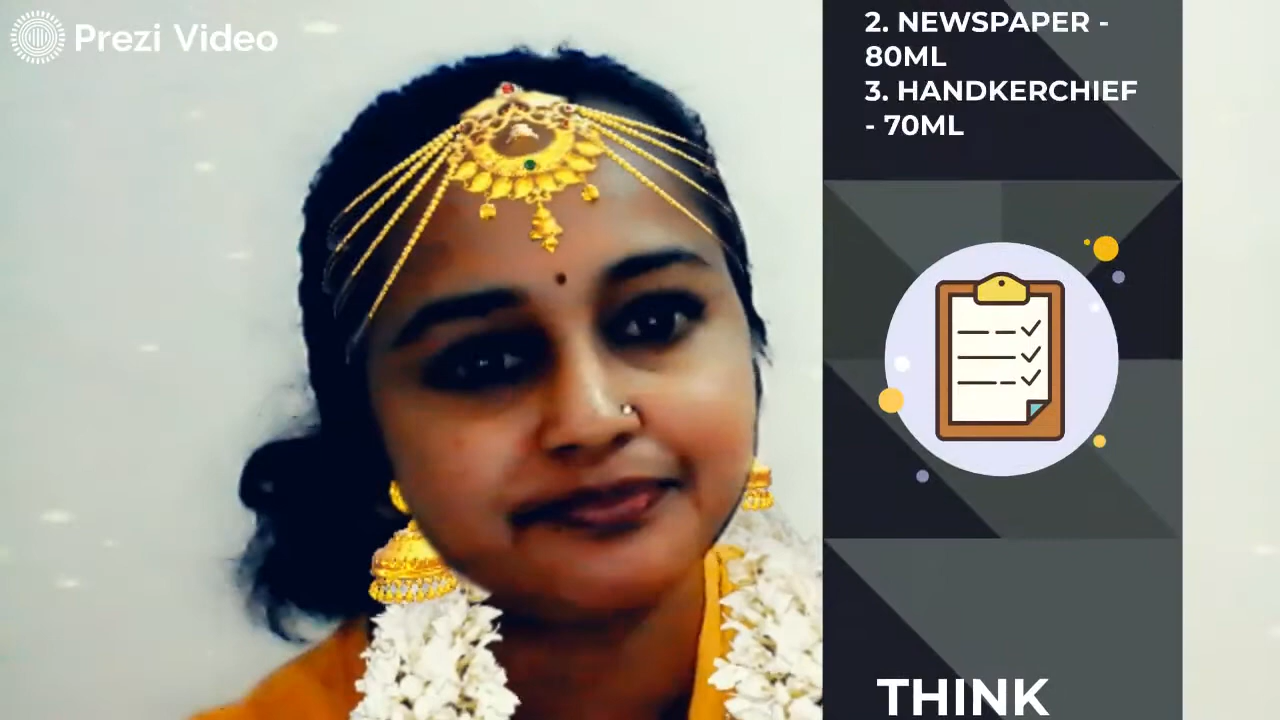 Prezi Video
2. NEWSPAPER -
80ML
3. HANDKERCHIEF
- 70ML
THINK